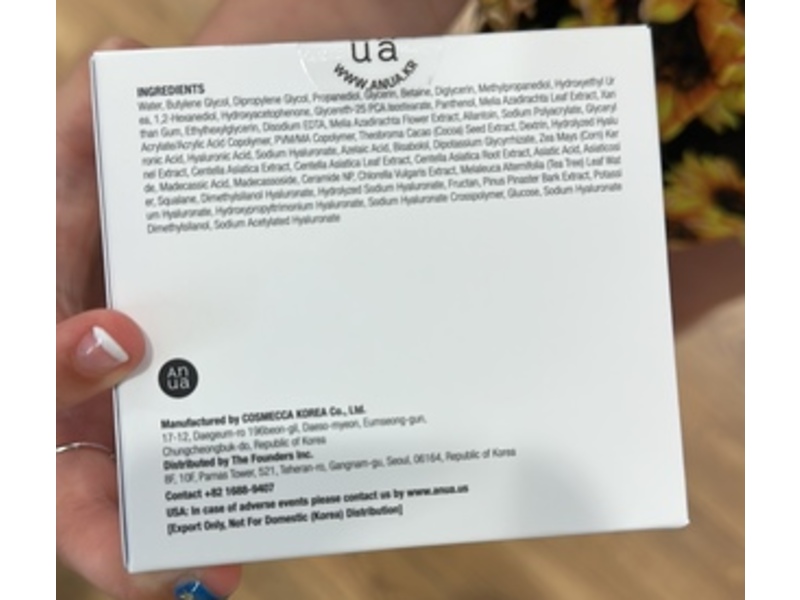 ua
WWW.ANUA.KR
INGREDIENTS
Water, Butylene Glycol, Dipropylene Glycol, Propanediol, Glycerin, Betaine, Diglycerin, Methylpropanediol, Hydroxyethyl Ur
ea, 1,2-Hexanediol, Hydroxyacetophenone, Glycereth-25 PCA Isostearate, Panthenol, Melia Azadirachta Leaf Extract, Xan
than Gum, Ethylhexylglycerin, Disodium EDTA, Melia Azadirachta Flower Extract, Allantoin, Sodium Polyacrylate, Glyceryl
Acrylate/Acrylic Acid Copolymer, PVM/MA Copolymer, Theobroma Cacao (Cocoa) Seed Extract, Dextrin, Hydrolyzed Hyalu
ronic Acid, Hyaluronic Acid, Sodium Hyaluronate, Azelaic Acid, Bisabolol, Dipotassium Glycyrrhizate, Zea Mays (Corn) Ker
nel Extract, Centella Asiatica Extract, Centella Asiatica Leaf Extract, Centella Asiatica Root Extract, Asiatic Acid, Asiaticosi
de, Madecassic Acid, Madecassoside, Ceramide NP, Chlorella Vulgaris Extract, Melaleuca Alternifolia (Tea Tree) Leaf Wat
er, Squalane, Dimethylsilanol Hyaluronate, Hydrolyzed Sodium Hyaluronate, Fructan, Pinus Pinaster Bark Extract, Potassi
um Hyaluronate, Hydroxypropyltrimonium Hyaluronate, Sodium Hyaluronate Crosspolymer, Glucose, Sodium Hyaluronate
Dimethylsilanol, Sodium Acetylated Hyaluronate
An
ua
Manufactured by COSMECCA KOREA Co., Ltd.
17-12, Daegeum-ro 196beon-gil, Daeso-myeon, Eumseong-gun,
Chungcheongbuk-do, Republic of Korea
Distributed by The Founders Inc.
8F, 10F, Parnas Tower, 521, Teheran-ro, Gangnam-gu, Seoul, 06164, Republic of Korea
Contact +82 1688-9407
USA: In case of adverse events please contact us by www.anua.us
[Export Only, Not For Domestic (Korea) Distribution]